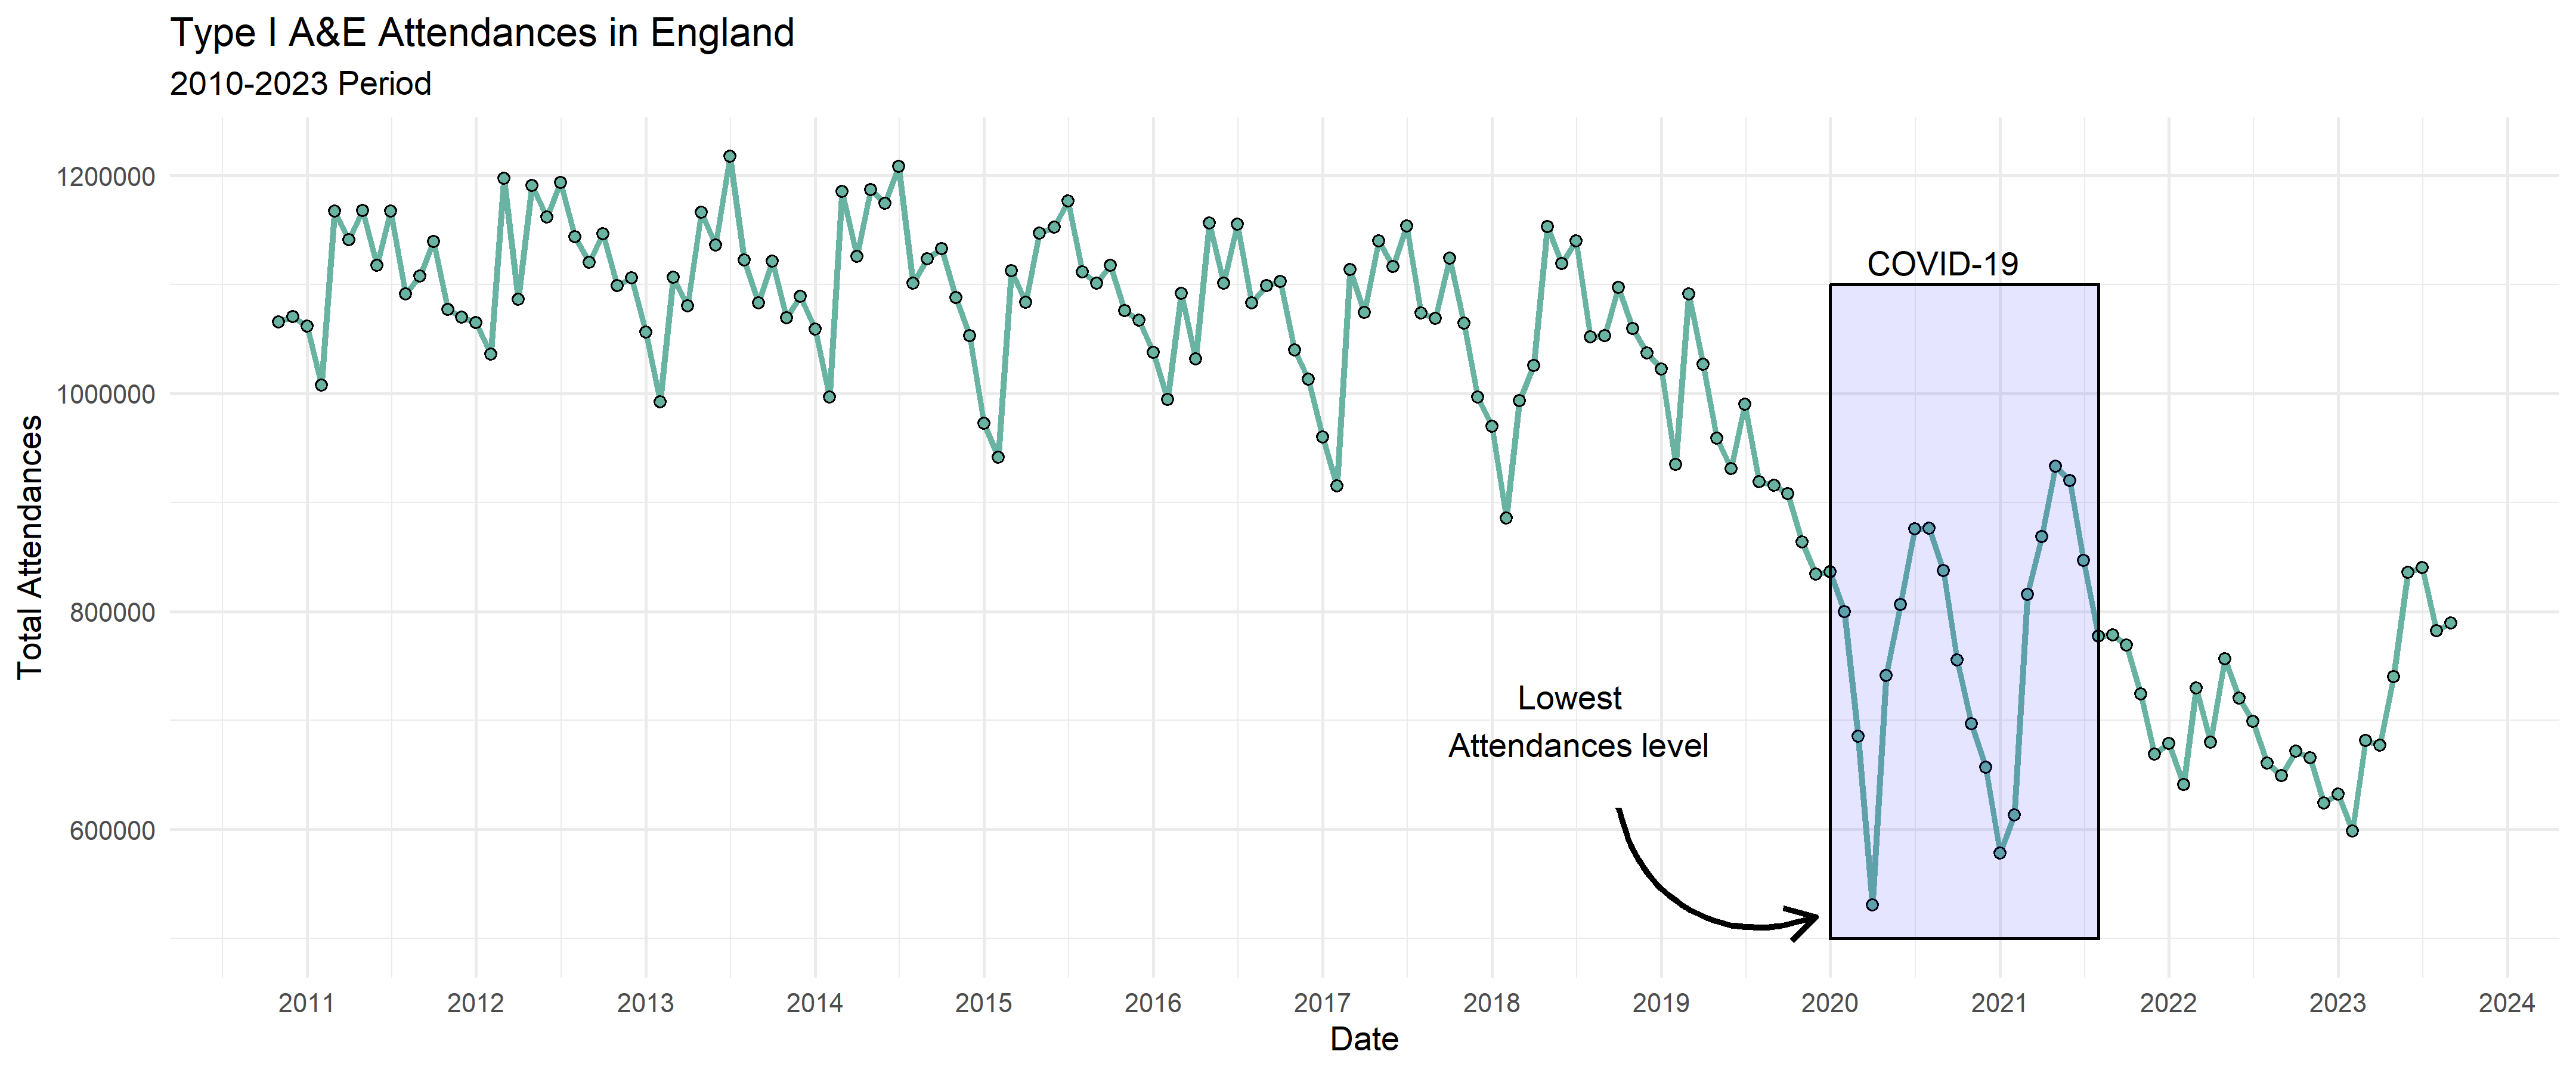 Type I A&E Attendances in England
2010-2023 Period
Total Attendances
1200000
1000000
800000
600000
COVID-19
Lowest
Attendances level
2011
2012
2013
2014
2015
2016
2017
2018
2019
2020
2021
2022
2023
2024
Date